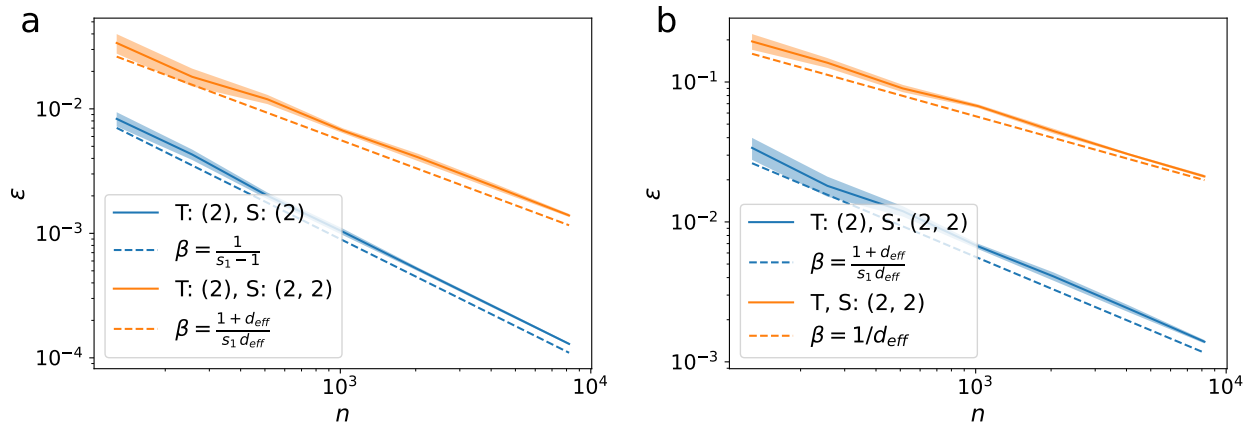 a
10⁻²
10⁻³
10⁻⁴
ε
T: (2), S: (2)
β = 1/(s₁ − 1)
T: (2), S: (2, 2)
β = (1 + d_eff)/(s₁ d_eff)
10³
10⁴
n
b
10⁻¹
10⁻²
10⁻³
ε
T: (2), S: (2, 2)
β = (1 + d_eff)/(s₁ d_eff)
T, S: (2, 2)
β = 1/d_eff
10³
10⁴
n